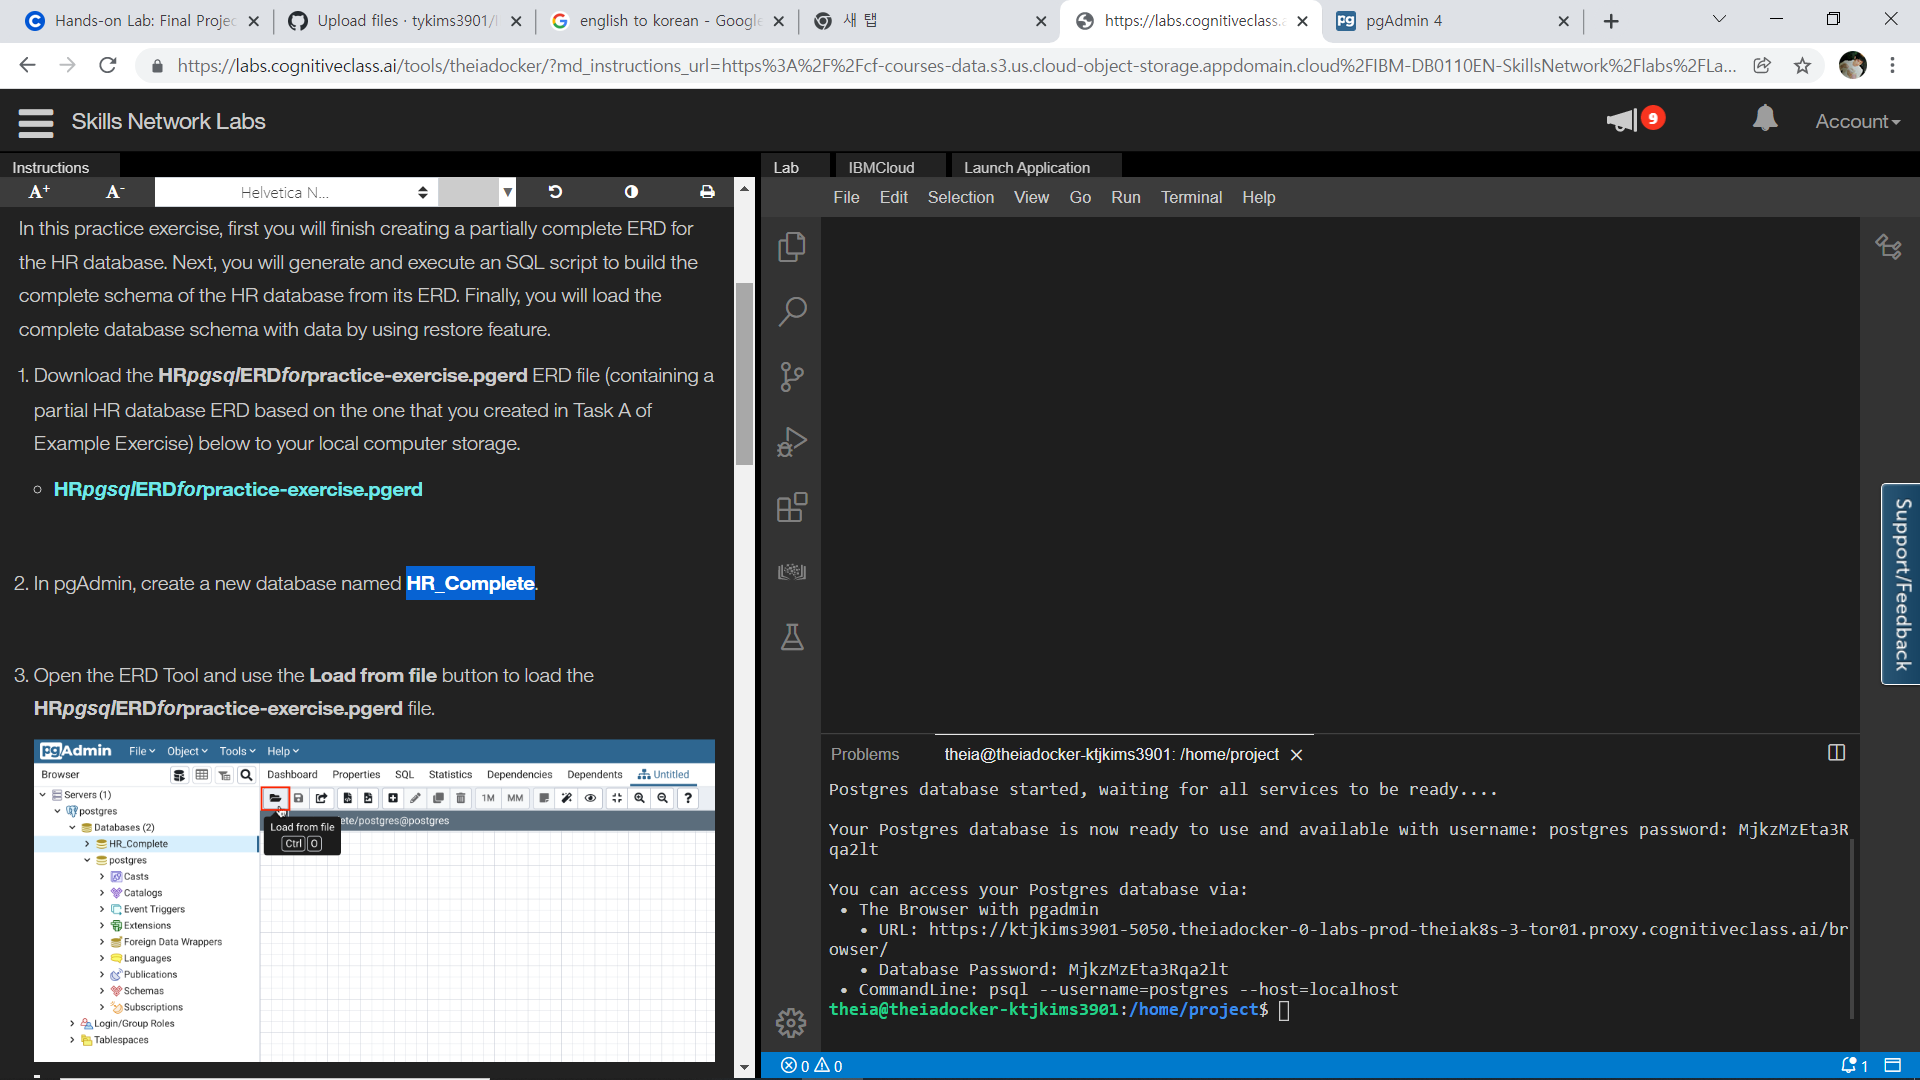 Hands-on Lab: Final Projec
Upload files · tykims3901/
english to korean - Google
새 탭
https://labs.cognitiveclass.
pgAdmin 4
https://labs.cognitiveclass.ai/tools/theiadocker/?md_instructions_url=https%3A%2F%2Fcf-courses-data.s3.us.cloud-object-storage.appdomain.cloud%2FIBM-DB0110EN-SkillsNetwork%2Flabs%2FLa...
Skills Network Labs
9
Account
Instructions
A+ A- Helvetica N...
In this practice exercise, first you will finish creating a partially complete ERD for
the HR database. Next, you will generate and execute an SQL script to build the
complete schema of the HR database from its ERD. Finally, you will load the
complete database schema with data by using restore feature.
1. Download the HRpgsqlERDforpractice-exercise.pgerd ERD file (containing a
partial HR database ERD based on the one that you created in Task A of
Example Exercise) below to your local computer storage.
HRpgsqlERDforpractice-exercise.pgerd
2. In pgAdmin, create a new database named HR_Complete.
3. Open the ERD Tool and use the Load from file button to load the
HRpgsqlERDforpractice-exercise.pgerd file.
pgAdmin File Object Tools Help
Browser
Dashboard Properties SQL Statistics Dependencies Dependents Untitled
1M MM ?
Servers (1)
postgres
Databases (2)
HR_Complete
postgres
Casts
Catalogs
Event Triggers
Extensions
Foreign Data Wrappers
Languages
Publications
Schemas
Subscriptions
Login/Group Roles
Tablespaces
ete/postgres@postgres
Load from file
Ctrl O
Lab IBMCloud Launch Application
File Edit Selection View Go Run Terminal Help
Support/Feedback
Problems theia@theiadocker-ktjkims3901: /home/project
Postgres database started, waiting for all services to be ready....
Your Postgres database is now ready to use and available with username: postgres password: MjkzMzEta3R
qa2lt
You can access your Postgres database via:
• The Browser with pgadmin
• URL: https://ktjkims3901-5050.theiadocker-0-labs-prod-theiak8s-3-tor01.proxy.cognitiveclass.ai/br
owser/
• Database Password: MjkzMzEta3Rqa2lt
• CommandLine: psql --username=postgres --host=localhost
theia@theiadocker-ktjkims3901:/home/project$
0 0
1